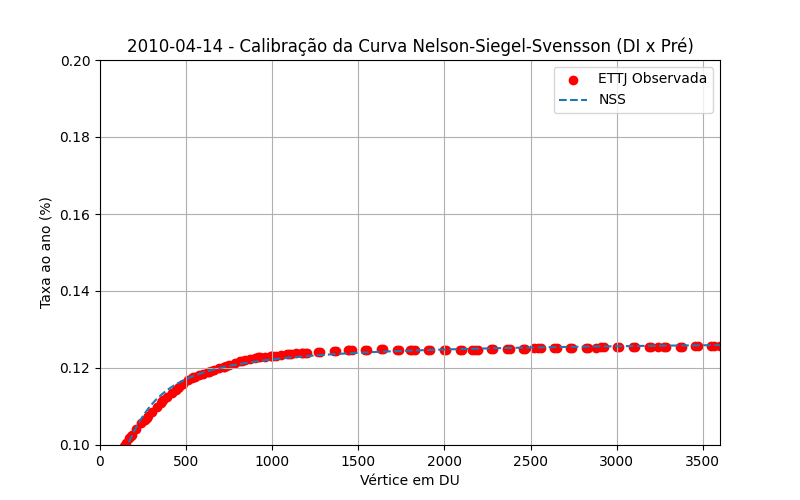 2010-04-14 - Calibração da Curva Nelson-Siegel-Svensson (DI x Pré)
0.20
0.18
0.16
0.14
0.12
0.10
Taxa ao ano (%)
ETTJ Observada
NSS
0
500
1000
1500
2000
2500
3000
3500
Vértice em DU